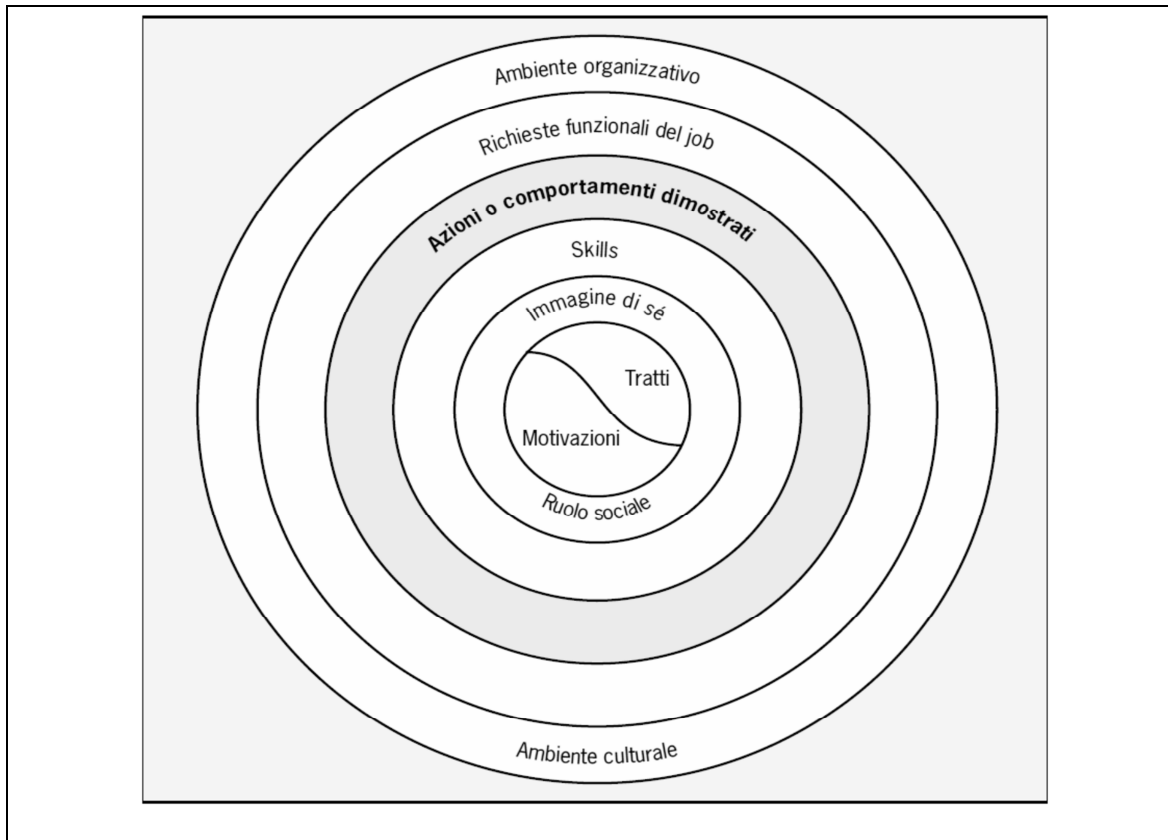 Ambiente organizzativo
Richieste funzionali del job
Azioni o comportamenti dimostrati
Skills
Immagine di sé
Tratti
Motivazioni
Ruolo sociale
Ambiente culturale